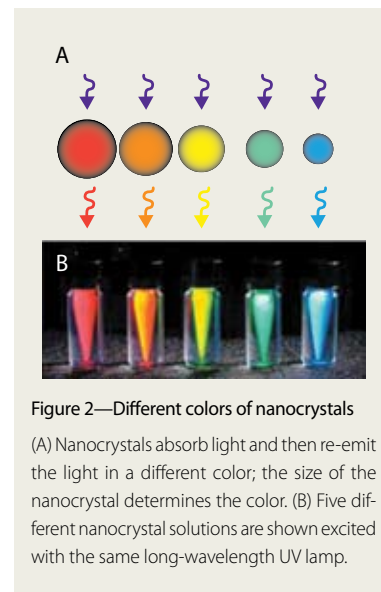 A
B
Figure 2—Different colors of nanocrystals
(A) Nanocrystals absorb light and then re-emit
the light in a different color; the size of the
nanocrystal determines the color. (B) Five dif-
ferent nanocrystal solutions are shown excited
with the same long-wavelength UV lamp.